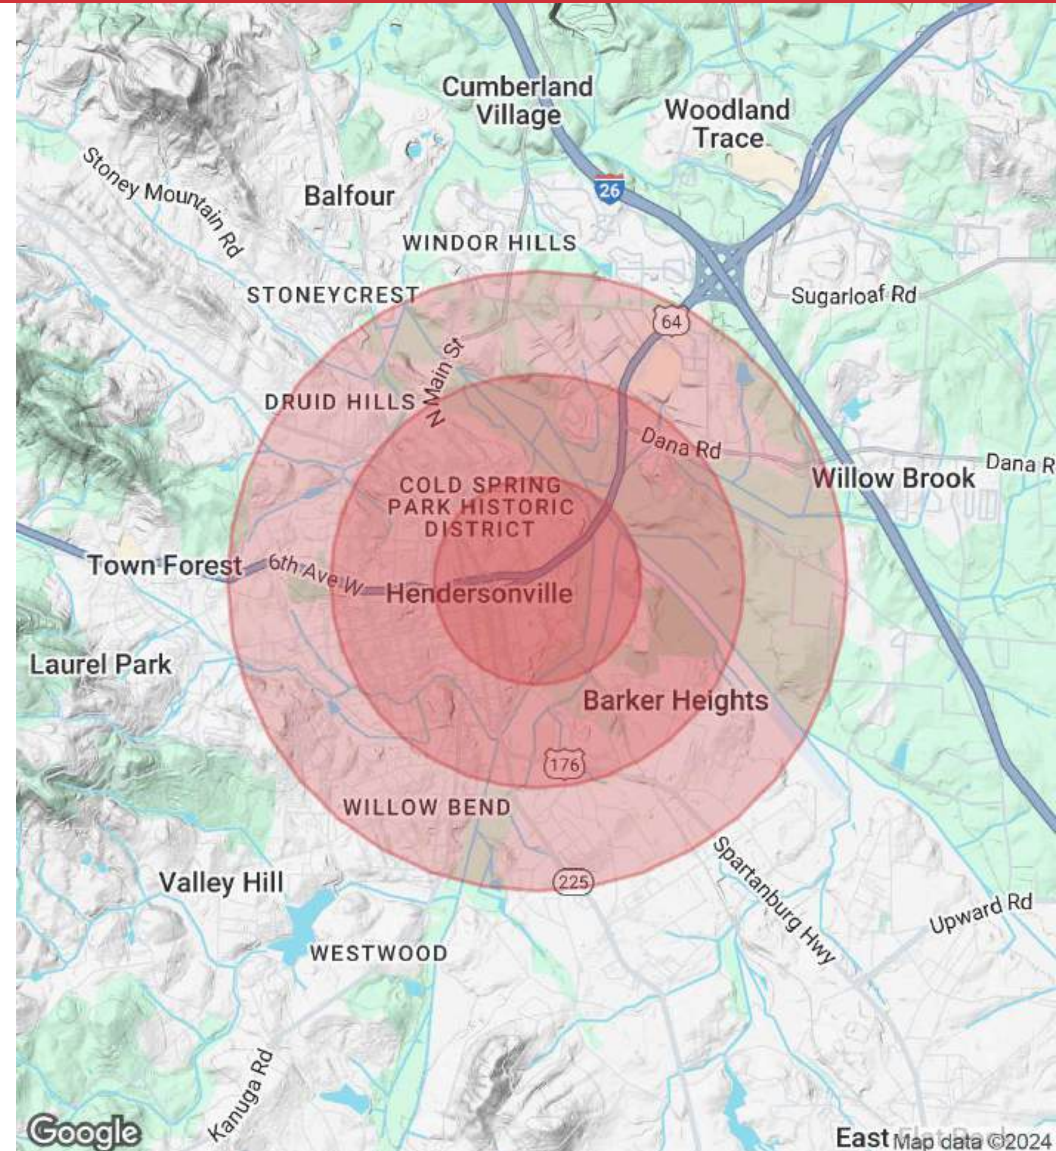 Cumberland
Village
Woodland
Trace
Stoney Mountain Rd
Balfour
26
WINDOR HILLS
STONEYCREST
Sugarloaf Rd
64
N Main St
DRUID HILLS
Dana Rd
Willow Brook
Dana R
COLD SPRING
PARK HISTORIC
DISTRICT
Town Forest
6th Ave W
Hendersonville
Laurel Park
Barker Heights
176
WILLOW BEND
225
Valley Hill
Spartanburg Hwy
Upward Rd
WESTWOOD
Kanuga Rd
Google
East Flat Rock
Map data ©2024